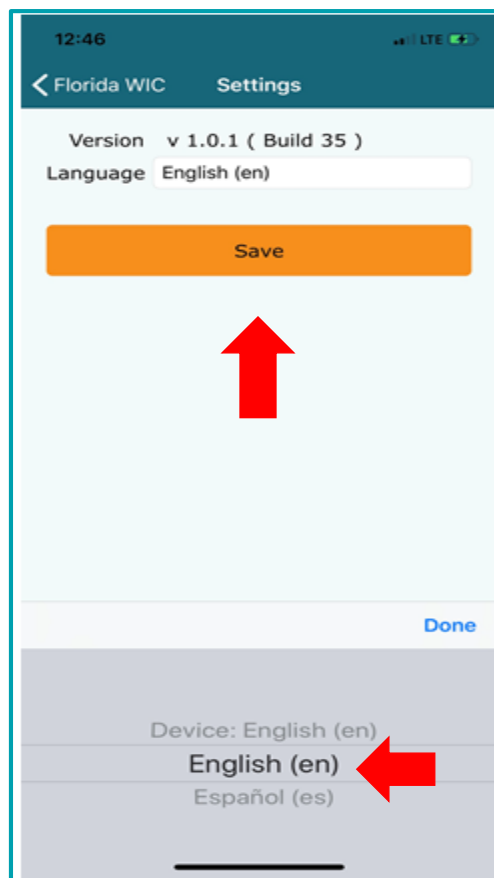 12:46 LTE
Florida WIC Settings
Version v 1.0.1 ( Build 35 )
Language English (en)
Save
Done
Device: English (en)
English (en)
Español (es)